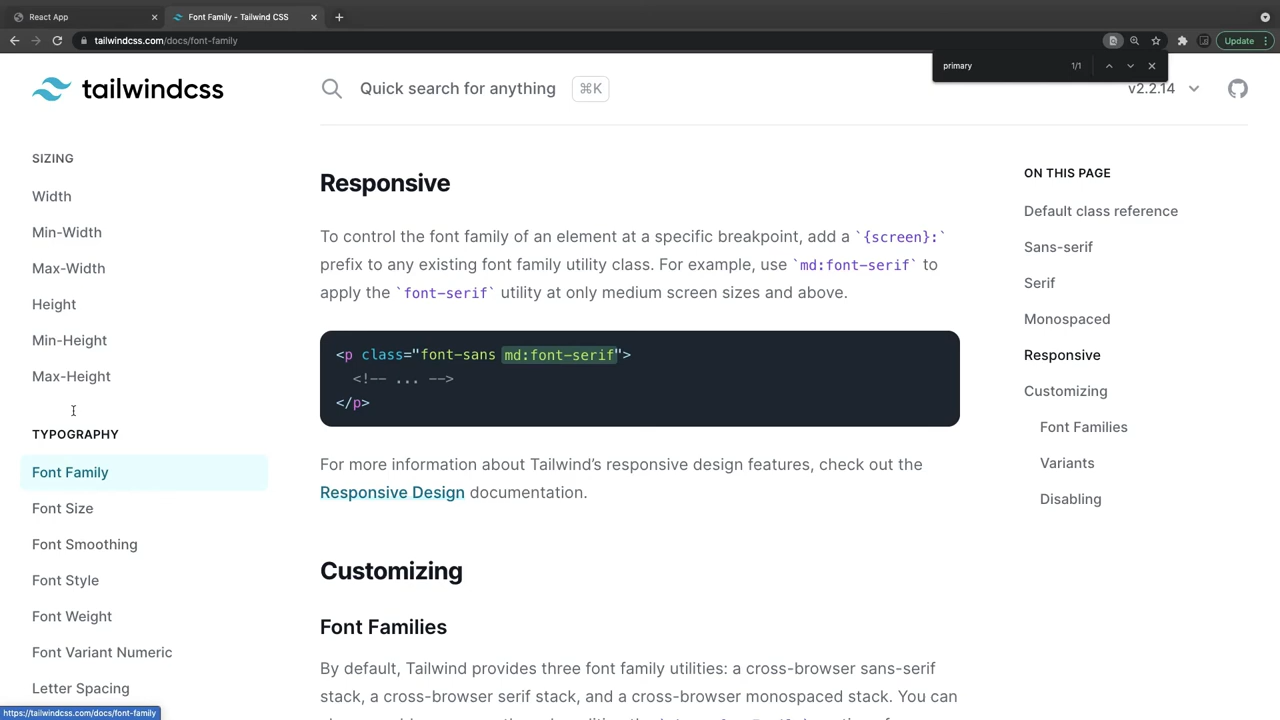 React App
Font Family - Tailwind CSS
tailwindcss.com/docs/font-family
Update
primary
1/1
tailwindcss
Quick search for anything
⌘K
v2.2.14
SIZING
Width
Min-Width
Max-Width
Height
Min-Height
Max-Height
TYPOGRAPHY
Font Family
Font Size
Font Smoothing
Font Style
Font Weight
Font Variant Numeric
Letter Spacing
https://tailwindcss.com/docs/font-family
Responsive
To control the font family of an element at a specific breakpoint, add a `{screen}:`
prefix to any existing font family utility class. For example, use `md:font-serif` to
apply the `font-serif` utility at only medium screen sizes and above.
<p class="font-sans md:font-serif">
<!-- ... -->
</p>
For more information about Tailwind’s responsive design features, check out the
Responsive Design documentation.
Customizing
Font Families
By default, Tailwind provides three font family utilities: a cross-browser sans-serif
stack, a cross-browser serif stack, and a cross-browser monospaced stack. You can
ON THIS PAGE
Default class reference
Sans-serif
Serif
Monospaced
Responsive
Customizing
Font Families
Variants
Disabling